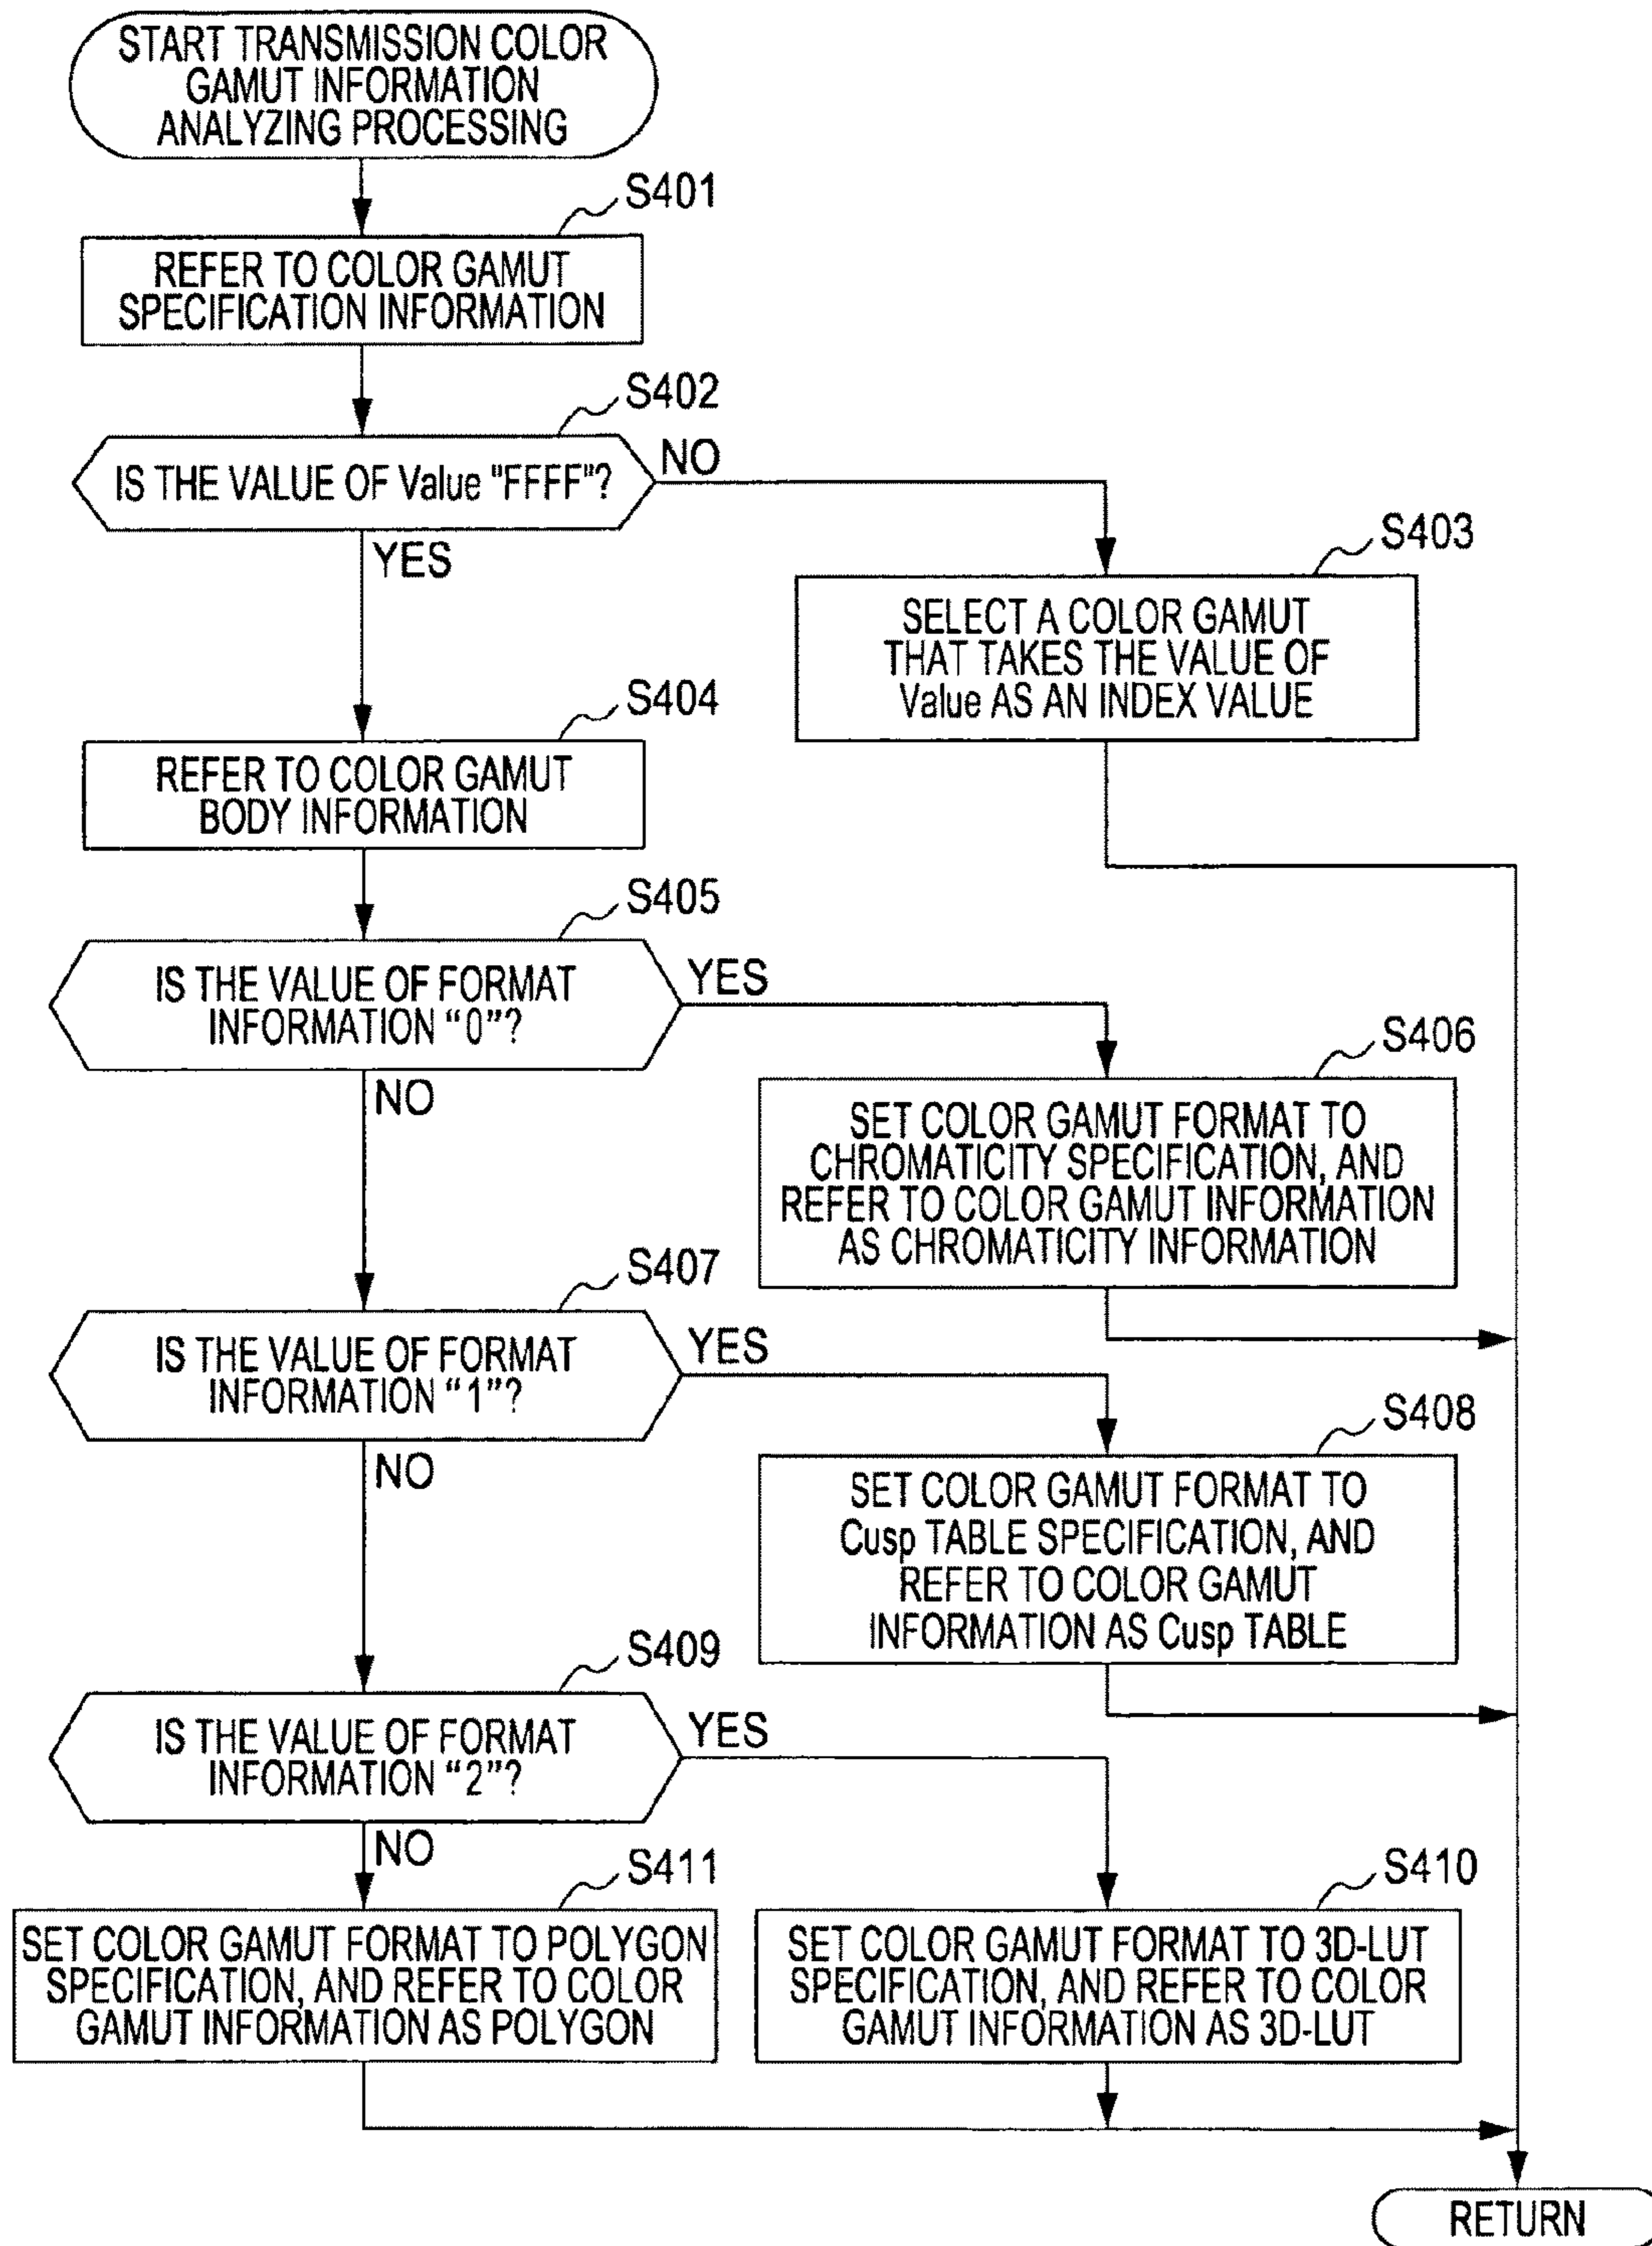 START TRANSMISSION COLOR
GAMUT INFORMATION
ANALYZING PROCESSING
S401
REFER TO COLOR GAMUT
SPECIFICATION INFORMATION
S402
IS THE VALUE OF Value "FFFF"?
NO
YES
S403
SELECT A COLOR GAMUT
THAT TAKES THE VALUE OF
Value AS AN INDEX VALUE
S404
REFER TO COLOR GAMUT
BODY INFORMATION
S405
IS THE VALUE OF FORMAT
INFORMATION “0”?
YES
NO
S406
SET COLOR GAMUT FORMAT TO
CHROMATICITY SPECIFICATION, AND
REFER TO COLOR GAMUT INFORMATION
AS CHROMATICITY INFORMATION
S407
IS THE VALUE OF FORMAT
INFORMATION “1”?
YES
NO
S408
SET COLOR GAMUT FORMAT TO
Cusp TABLE SPECIFICATION, AND
REFER TO COLOR GAMUT
INFORMATION AS Cusp TABLE
S409
IS THE VALUE OF FORMAT
INFORMATION “2”?
YES
NO
S411
SET COLOR GAMUT FORMAT TO POLYGON
SPECIFICATION, AND REFER TO COLOR
GAMUT INFORMATION AS POLYGON
S410
SET COLOR GAMUT FORMAT TO 3D-LUT
SPECIFICATION, AND REFER TO COLOR
GAMUT INFORMATION AS 3D-LUT
RETURN